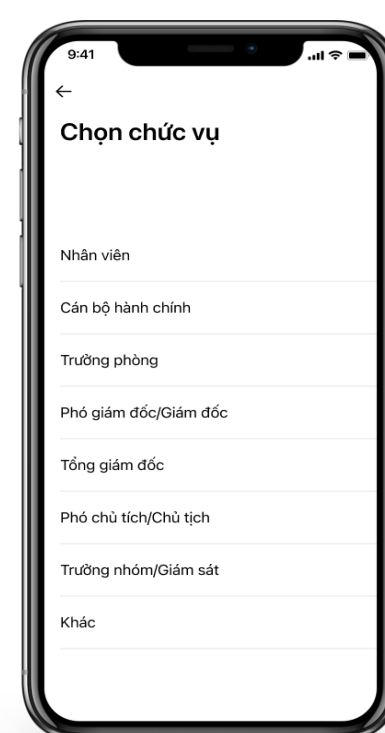 9:41
Chọn chức vụ
Nhân viên
Cán bộ hành chính
Trưởng phòng
Phó giám đốc/Giám đốc
Tổng giám đốc
Phó chủ tích/Chủ tịch
Trưởng nhóm/Giám sát
Khác